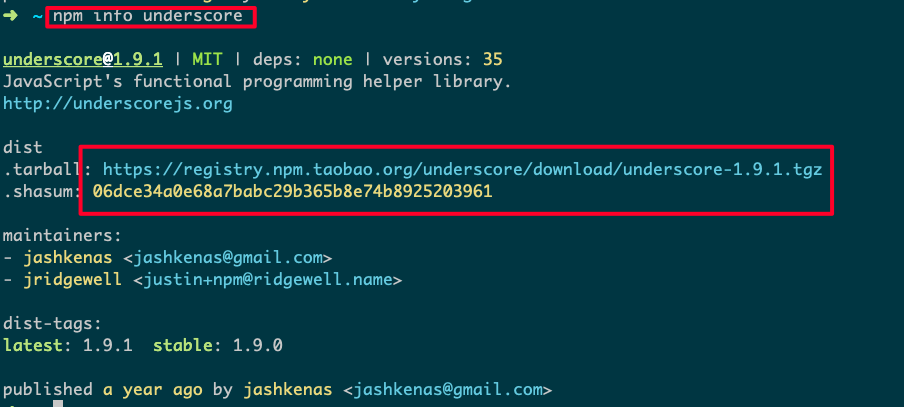 ➜ ~ npm info underscore
underscore@1.9.1 | MIT | deps: none | versions: 35
JavaScript's functional programming helper library.
http://underscorejs.org
dist
.tarball: https://registry.npm.taobao.org/underscore/download/underscore-1.9.1.tgz
.shasum: 06dce34a0e68a7babc29b365b8e74b8925203961
maintainers:
- jashkenas <jashkenas@gmail.com>
- jridgewell <justin+npm@ridgewell.name>
dist-tags:
latest: 1.9.1 stable: 1.9.0
published a year ago by jashkenas <jashkenas@gmail.com>